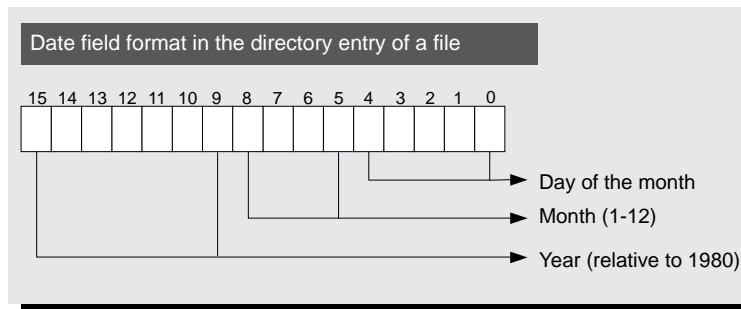 Date field format in the directory entry of a file
15 14 13 12 11 10 9 8 7 6 5 4 3 2 1 0
Day of the month
Month (1-12)
Year (relative to 1980)